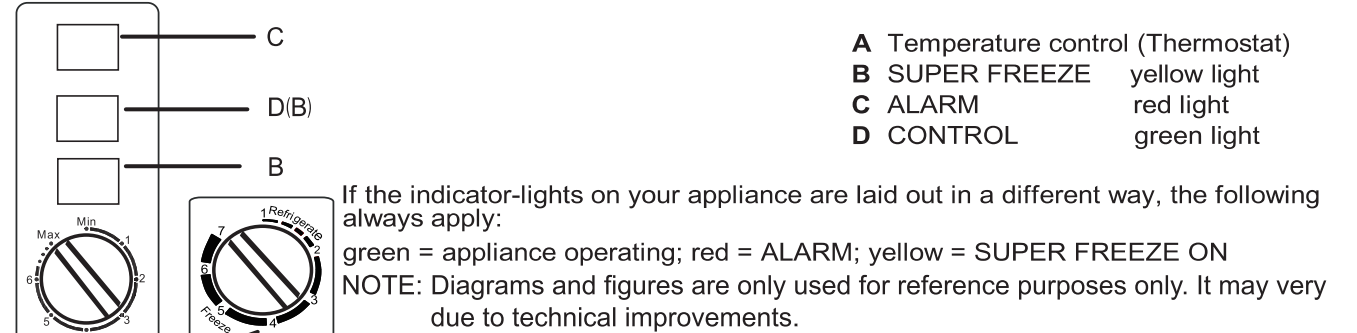 C
D(B)
B
A Temperature control (Thermostat)
B SUPER FREEZE yellow light
C ALARM red light
D CONTROL green light
If the indicator-lights on your appliance are laid out in a different way, the following
always apply:
green = appliance operating; red = ALARM; yellow = SUPER FREEZE ON
NOTE: Diagrams and figures are only used for reference purposes only. It may very
due to technical improvements.
Min
Max
1
2
3
5
6
1
Refrigerate
2
3
4
5
6
7
Freeze